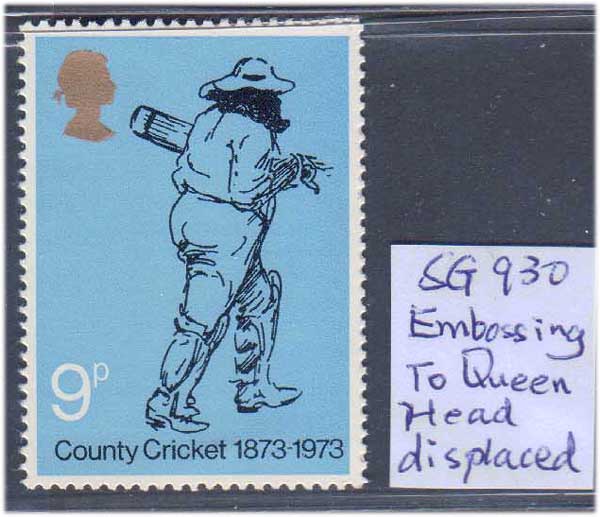 9p
County Cricket 1873-1973
SG 930
Embossing
To Queen
Head
displaced